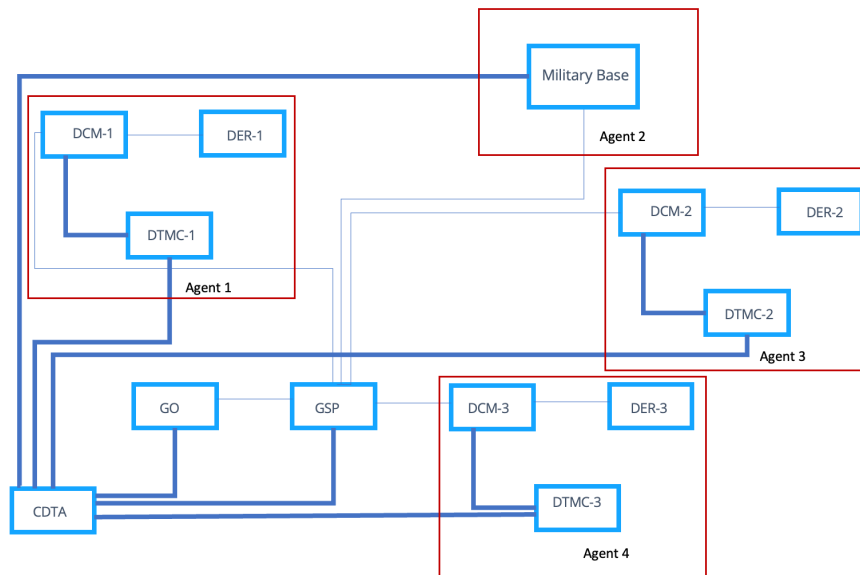 Military Base
Agent 2
DCM-1
DER-1
DTMC-1
Agent 1
DCM-2
DER-2
DTMC-2
Agent 3
GO
GSP
DCM-3
DER-3
CDTA
DTMC-3
Agent 4